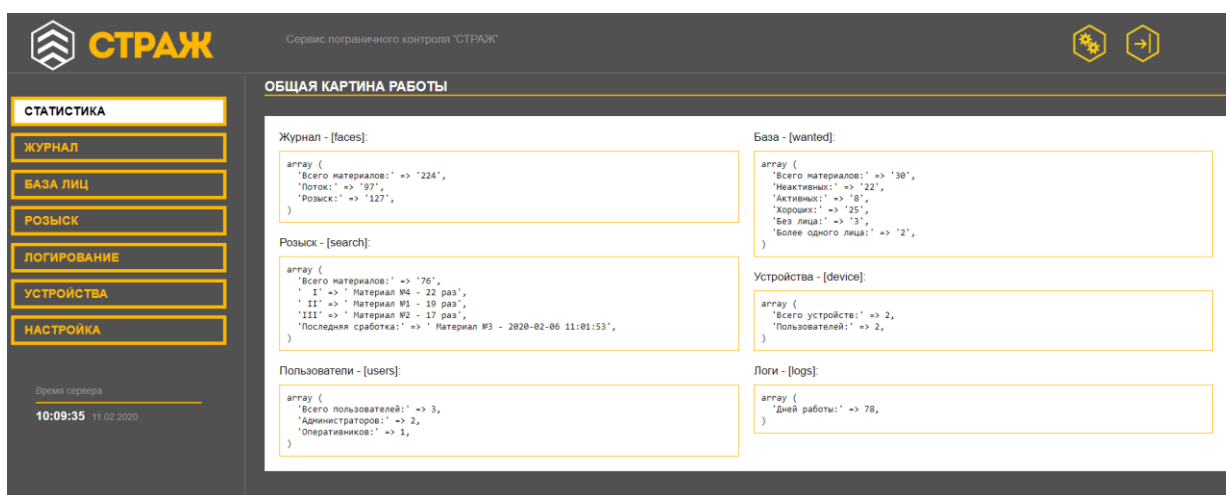 СТРАЖ
Сервис пограничного контроля 'СТРАЖ'
СТАТИСТИКА
ЖУРНАЛ
БАЗА ЛИЦ
РОЗЫСК
ЛОГИРОВАНИЕ
УСТРОЙСТВА
НАСТРОЙКА
Время сервера
10:09:35 11.02.2020
ОБЩАЯ КАРТИНА РАБОТЫ
Журнал - [faces]:
array (
'Всего материалов:' => '224',
'Поток:' => '97',
'Розыск:' => '127',
)
Розыск - [search]:
array (
'Всего материалов:' => '76',
' I' => ' Материал №4 - 22 раз',
' II' => ' Материал №1 - 19 раз',
'III' => ' Материал №2 - 17 раз',
'Последняя сработка:' => ' Материал №3 - 2020-02-06 11:01:53',
)
Пользователи - [users]:
array (
'Всего пользователей:' => 3,
'Администраторов:' => 2,
'Оперативников:' => 1,
)
База - [wanted]:
array (
'Всего материалов:' => '30',
'Неактивных:' => '22',
'Активных:' => '8',
'Хороших:' => '25',
'Без лица:' => '3',
'Более одного лица:' => '2',
)
Устройства - [device]:
array (
'Всего устройств:' => 2,
'Пользователей:' => 2,
)
Логи - [logs]:
array (
'Дней работы:' => 78,
)